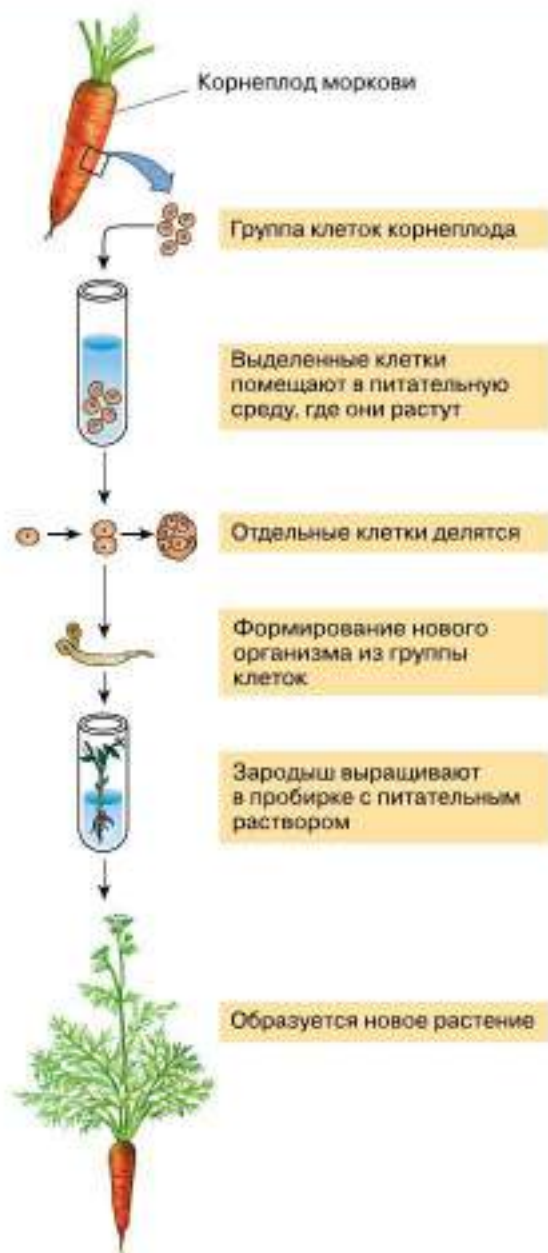 Корнеплод моркови
Группа клеток корнеплода
Выделенные клетки
помещают в питательную
среду, где они растут
Отдельные клетки делятся
Формирование нового
организма из группы
клеток
Зародыш выращивают
в пробирке с питательным
раствором
Образуется новое растение